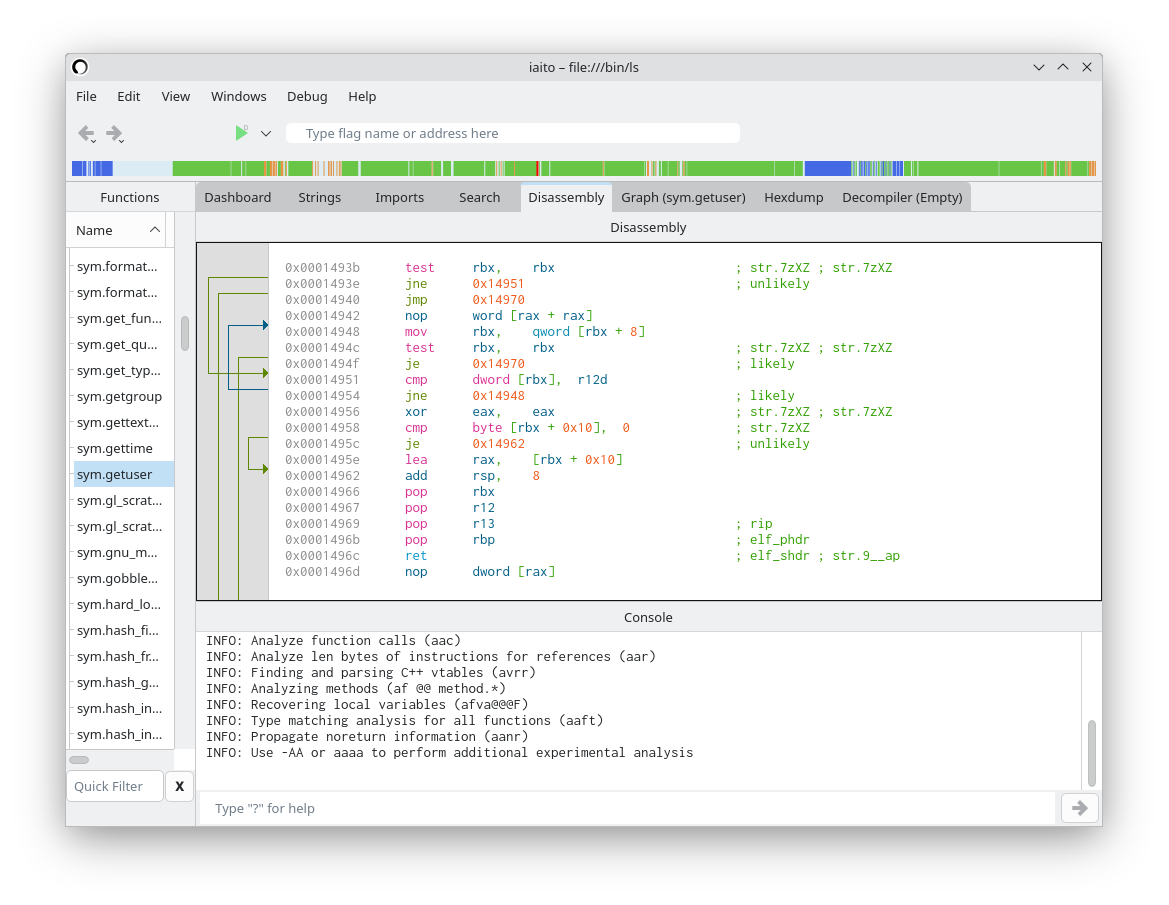 iaito – file:///bin/ls
File Edit View Windows Debug Help
Type flag name or address here
Functions
Name
sym.format...
sym.format...
sym.get_fun...
sym.get_qu...
sym.get_typ...
sym.getgroup
sym.gettext...
sym.gettime
sym.getuser
sym.gl_scrat...
sym.gl_scrat...
sym.gnu_m...
sym.gobble...
sym.hard_lo...
sym.hash_fi...
sym.hash_fr...
sym.hash_g...
sym.hash_in...
sym.hash_in...
Quick Filter X
Dashboard Strings Imports Search Disassembly Graph (sym.getuser) Hexdump Decompiler (Empty)
Disassembly
0x0001493b test rbx, rbx ; str.7zXZ ; str.7zXZ
0x0001493e jne 0x14951 ; unlikely
0x00014940 jmp 0x14970
0x00014942 nop word [rax + rax]
0x00014948 mov rbx, qword [rbx + 8]
0x0001494c test rbx, rbx ; str.7zXZ ; str.7zXZ
0x0001494f je 0x14970 ; likely
0x00014951 cmp dword [rbx], r12d
0x00014954 jne 0x14948 ; likely
0x00014956 xor eax, eax ; str.7zXZ ; str.7zXZ
0x00014958 cmp byte [rbx + 0x10], 0 ; str.7zXZ
0x0001495c je 0x14962 ; unlikely
0x0001495e lea rax, [rbx + 0x10]
0x00014962 add rsp, 8
0x00014966 pop rbx
0x00014967 pop r12
0x00014969 pop r13 ; rip
0x0001496b pop rbp ; elf_phdr
0x0001496c ret ; elf_shdr ; str.9__ap
0x0001496d nop dword [rax]
Console
INFO: Analyze function calls (aac)
INFO: Analyze len bytes of instructions for references (aar)
INFO: Finding and parsing C++ vtables (avrr)
INFO: Analyzing methods (af @@ method.*)
INFO: Recovering local variables (afva@@@F)
INFO: Type matching analysis for all functions (aaft)
INFO: Propagate noreturn information (aanr)
INFO: Use -AA or aaaa to perform additional experimental analysis
Type "?" for help